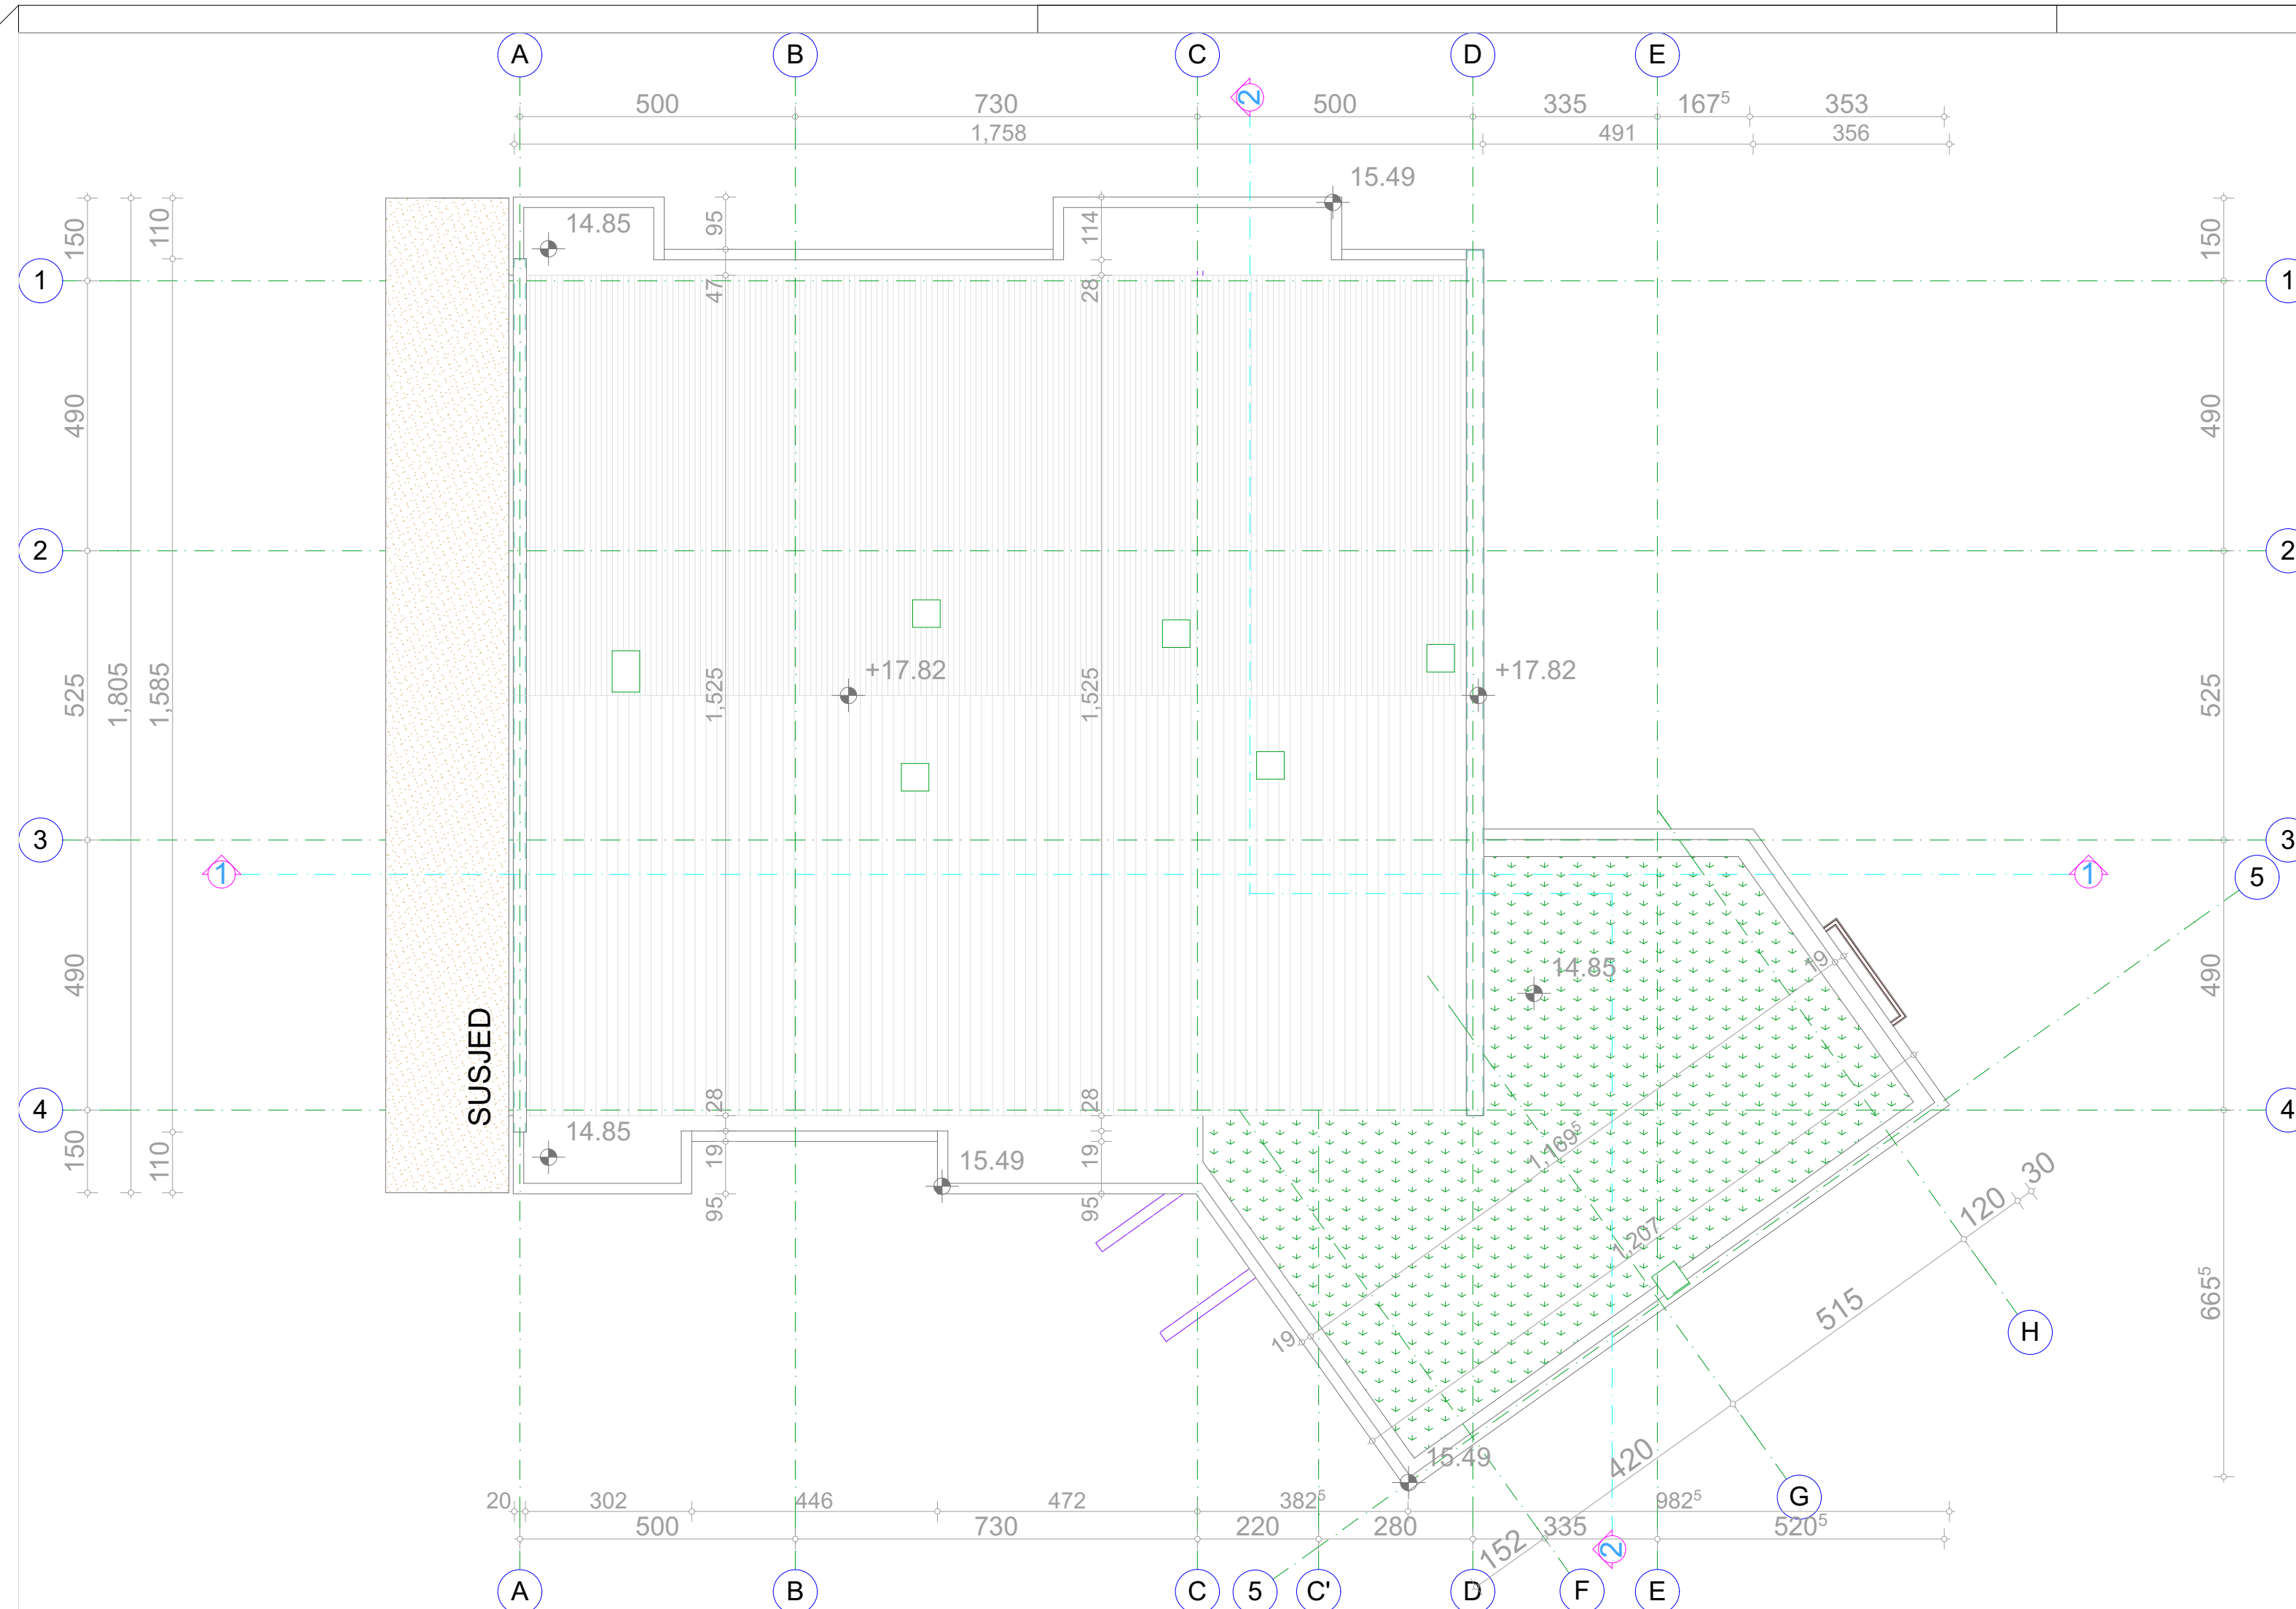 A B C D E
2
500 730 500 335 167⁵ 353
1,758 491 356
15.49
14.85
150 110 95 114 150
1 1
47 28
490 490
2 2
+17.82 +17.82
525 1,805 1,585 1,525 1,525 525
3 3
1 1
5
19
14.85
490 490
SUSJED
28 28
4 4
14.85
150 110 19 19
15.49
95 95
1,169⁵
120 30
1,207
665⁵
515
19
H
15.49
420
G
20 302 446 472 382⁵ 982⁵
500 730 220 280 335 520⁵
152
2
A B C 5 C' D F E